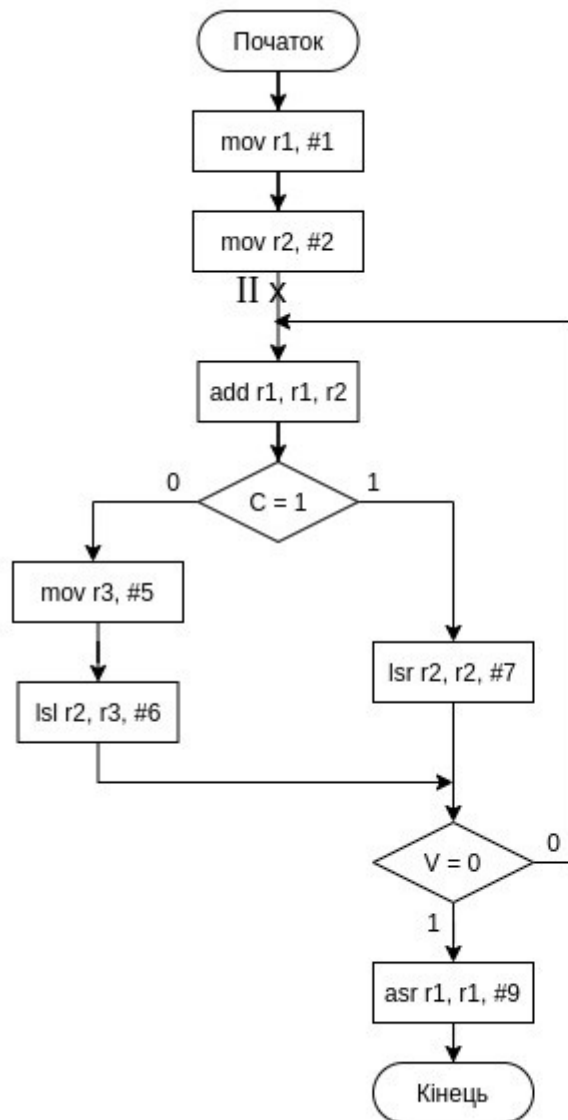 Початок
mov r1, #1
mov r2, #2
II x
add r1, r1, r2
0
C = 1
1
mov r3, #5
lsl r2, r3, #6
lsr r2, r2, #7
V = 0
0
1
asr r1, r1, #9
Кінець